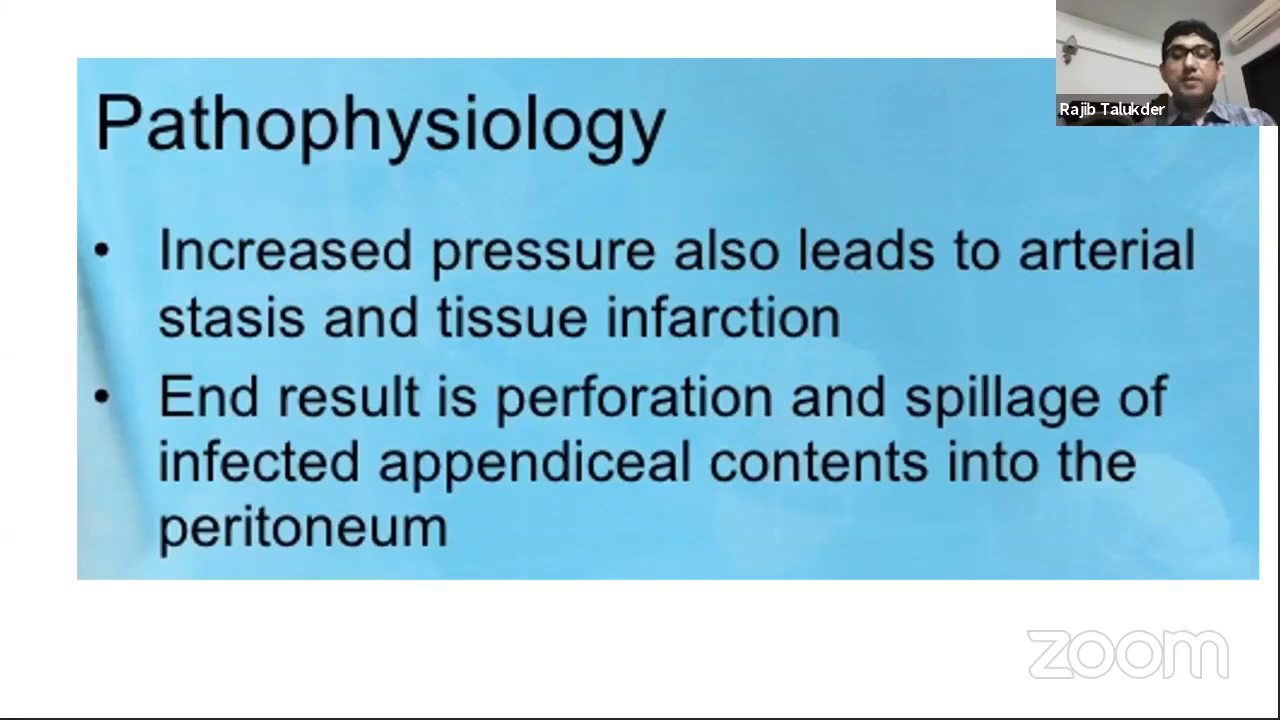 Rajib Talukder
Pathophysiology
• Increased pressure also leads to arterial
stasis and tissue infarction
• End result is perforation and spillage of
infected appendiceal contents into the
peritoneum
zoom